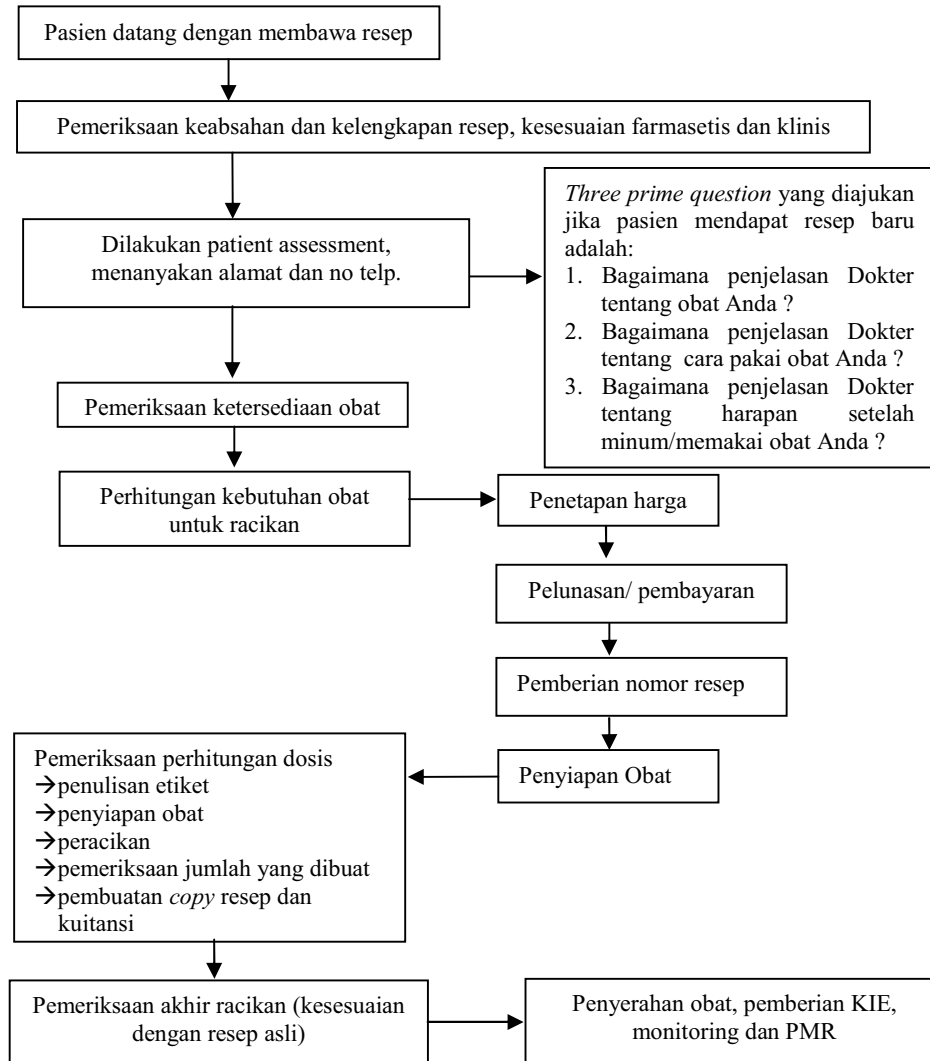 Pasien datang dengan membawa resep
Pemeriksaan keabsahan dan kelengkapan resep, kesesuaian farmasetis dan klinis
Dilakukan patient assessment,
menanyakan alamat dan no telp.
Three prime question yang diajukan
jika pasien mendapat resep baru
adalah:
1. Bagaimana penjelasan Dokter
tentang obat Anda ?
2. Bagaimana penjelasan Dokter
tentang cara pakai obat Anda ?
3. Bagaimana penjelasan Dokter
tentang harapan setelah
minum/memakai obat Anda ?
Pemeriksaan ketersediaan obat
Perhitungan kebutuhan obat
untuk racikan
Penetapan harga
Pelunasan/ pembayaran
Pemberian nomor resep
Penyiapan Obat
Pemeriksaan perhitungan dosis
→penulisan etiket
→penyiapan obat
→peracikan
→pemeriksaan jumlah yang dibuat
→pembuatan copy resep dan
kuitansi
Pemeriksaan akhir racikan (kesesuaian
dengan resep asli)
Penyerahan obat, pemberian KIE,
monitoring dan PMR